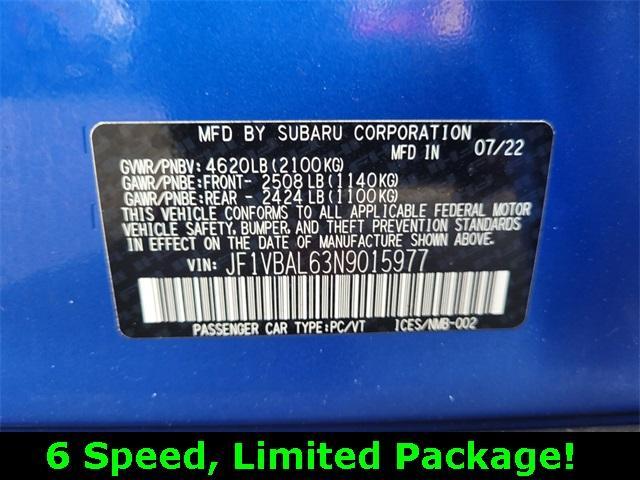 MFD BY SUBARU CORPORATION
MFD IN 07/22
GVWR/PNBV: 4620LB (2100KG)
GAWR/PNBE:FRONT- 2508 LB (1140KG)
GAWR/PNBE:REAR - 2424 LB (1100KG)
THIS VEHICLE CONFORMS TO ALL APPLICABLE FEDERAL MOTOR
VEHICLE SAFETY, BUMPER, AND THEFT PREVENTION STANDARDS
IN EFFECT ON THE DATE OF MANUFACTURE SHOWN ABOVE.
VIN: JF1VBAL63N9015977
PASSENGER CAR TYPE:PC/VT ICES/NMB-002
6 Speed, Limited Package!